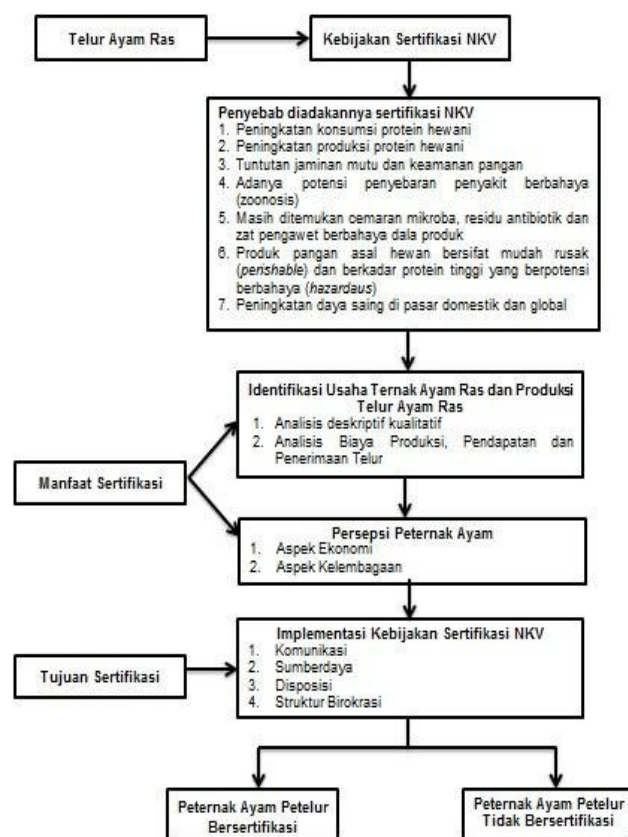 Telur Ayam Ras
Kebijakan Sertifikasi NKV
Penyebab diadakannya sertifikasi NKV
1. Peningkatan konsumsi protein hewani
2. Peningkatan produksi protein hewani
3. Tuntutan jaminan mutu dan keamanan pangan
4. Adanya potensi penyebaran penyakit berbahaya
(zoonosis)
5. Masih ditemukan cemaran mikroba, residu antibiotik dan
zat pengawet berbahaya dala produk
6. Produk pangan asal hewan bersifat mudah rusak
(perishable) dan berkadar protein tinggi yang berpotensi
berbahaya (hazardaus)
7. Peningkatan daya saing di pasar domestik dan global
Identifikasi Usaha Ternak Ayam Ras dan Produksi
Telur Ayam Ras
1. Analisis deskriptif kualitatif
2. Analisis Biaya Produksi, Pendapatan dan
Penerimaan Telur
Manfaat Sertifikasi
Persepsi Peternak Ayam
1. Aspek Ekonomi
2. Aspek Kelembagaan
Implementasi Kebijakan Sertifikasi NKV
1. Komunikasi
2. Sumberdaya
3. Disposisi
4. Struktur Birokrasi
Tujuan Sertifikasi
Peternak Ayam Petelur
Bersertifikasi
Peternak Ayam Petelur
Tidak Bersertifikasi